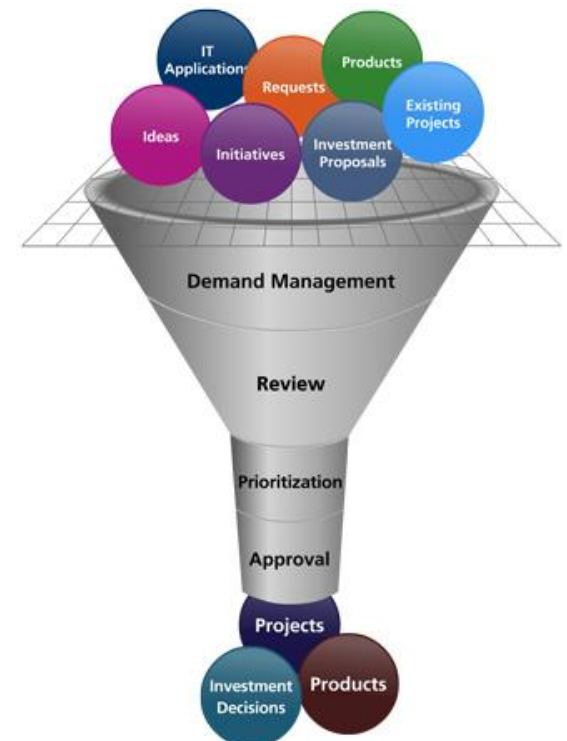 IT
Applications
Requests
Products
Existing
Projects
Ideas
Initiatives
Investment
Proposals
Demand Management
Review
Prioritization
Approval
Projects
Investment
Decisions
Products